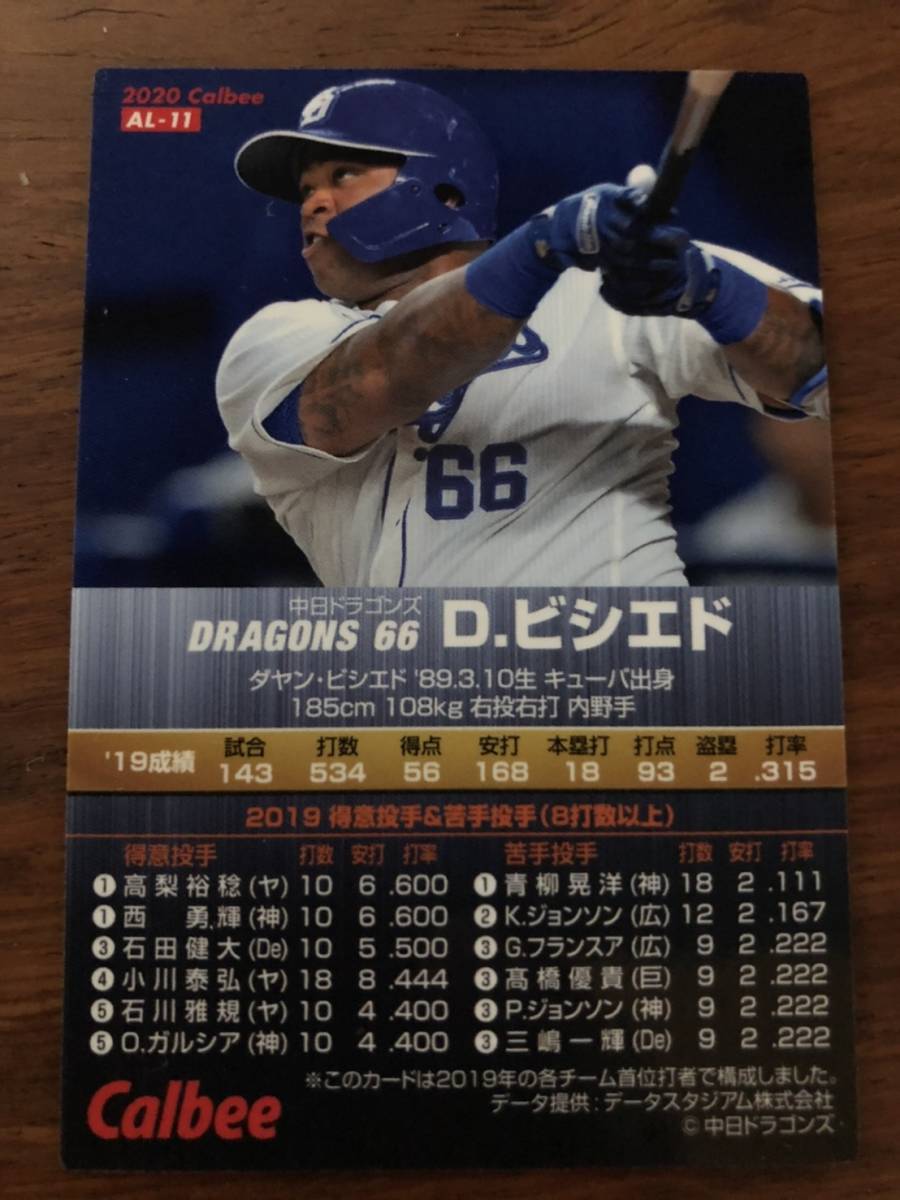 2020 Calbee
AL-11
66
中日ドラゴンズ
DRAGONS 66 D.ビシエド
ダヤン・ビシエド '89.3.10生 キューバ出身
185cm 108kg 右投右打 内野手
'19成績 試合 打数 得点 安打 本塁打 打点 盗塁 打率
143 534 56 168 18 93 2 .315
2019 得意投手&苦手投手(8打数以上)
得意投手 打数 安打 打率 苦手投手 打数 安打 打率
❶高梨裕稔(ヤ) 10 6 .600 ❶青柳晃洋(神) 18 2 .111
❶西 勇輝(神) 10 6 .600 ❷K.ジョンソン(広) 12 2 .167
❸石田健大(De) 10 5 .500 ❸G.フランスア(広) 9 2 .222
❹小川泰弘(ヤ) 18 8 .444 ❸髙橋優貴(巨) 9 2 .222
❺石川雅規(ヤ) 10 4 .400 ❸P.ジョンソン(神) 9 2 .222
❺O.ガルシア(神) 10 4 .400 ❸三嶋一輝(De) 9 2 .222
※このカードは2019年の各チーム首位打者で構成しました。
データ提供:データスタジアム株式会社
Calbee © 中日ドラゴンズ